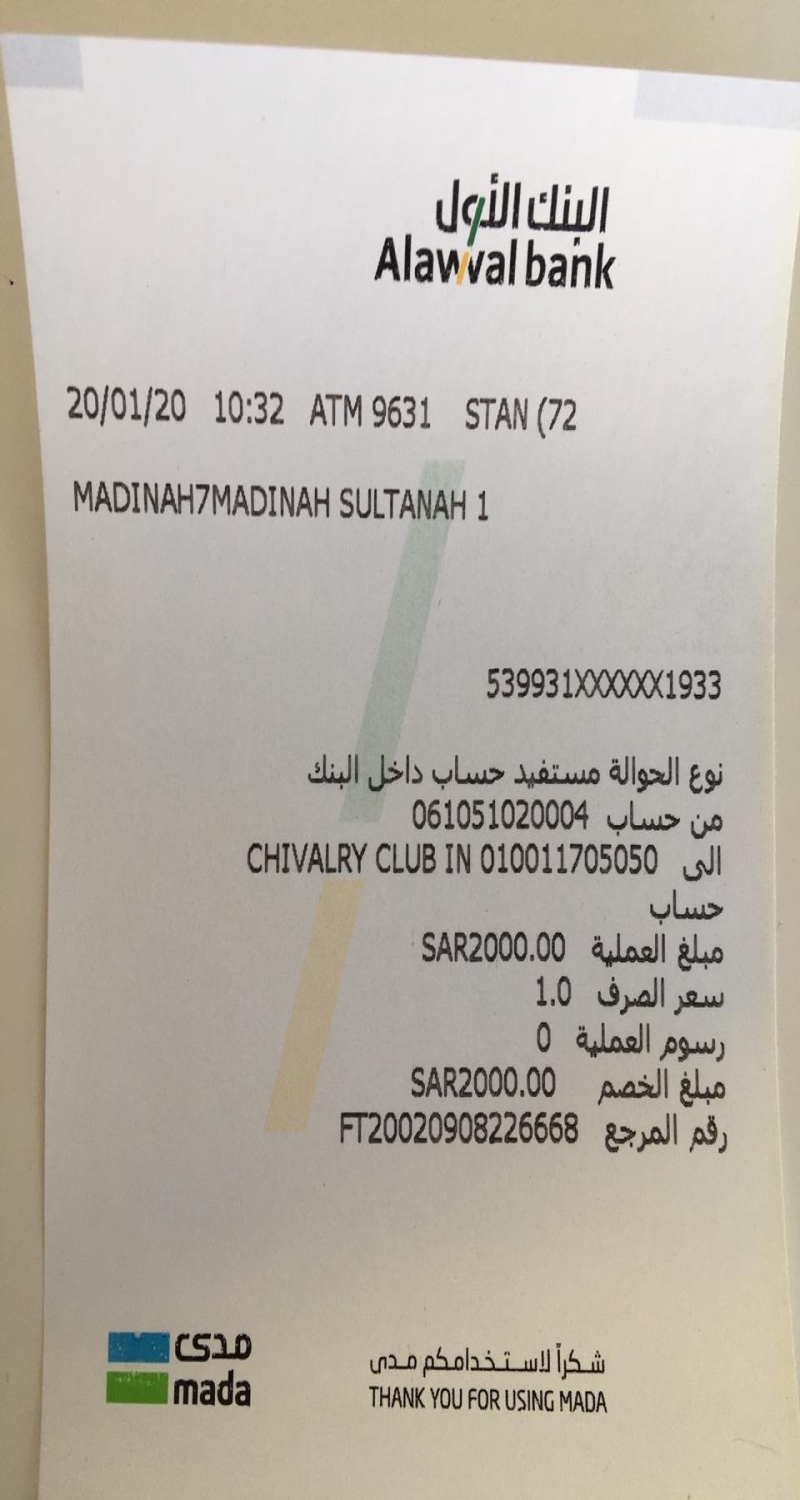 البنك الأول
Alawwal bank
20/01/20 10:32 ATM 9631 STAN (72
MADINAH7MADINAH SULTANAH 1
539931XXXXXX1933
نوع الحوالة مستفيد حساب داخل البنك
من حساب 061051020004
الى CHIVALRY CLUB IN 010011705050
حساب
مبلغ العملية SAR2000.00
سعر الصرف 1.0
رسوم العملية 0
مبلغ الخصم SAR2000.00
رقم المرجع FT20020908226668
مدى
mada
شكراً لاستخدامكم مدى
THANK YOU FOR USING MADA